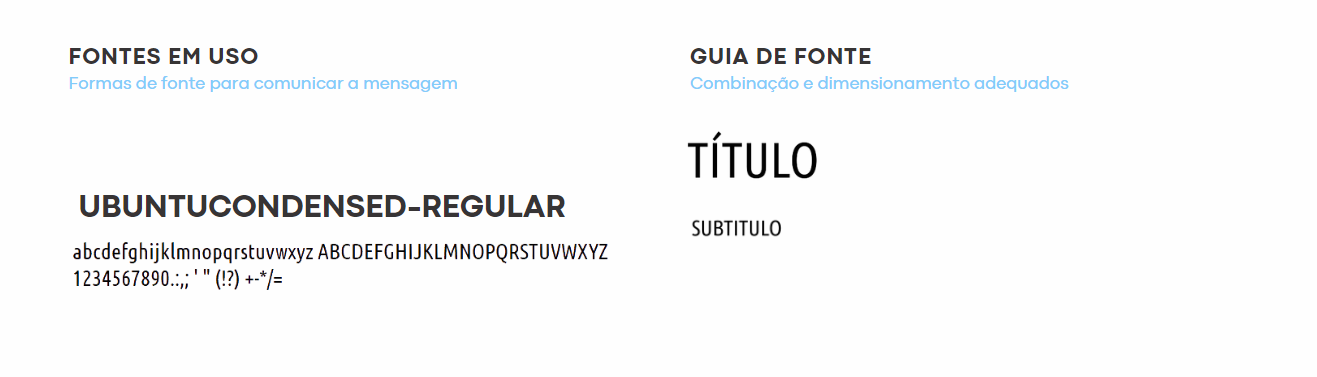 FONTES EM USO
Formas de fonte para comunicar a mensagem
UBUNTUCONDENSED-REGULAR
abcdefghijklmnopqrstuvwxyz ABCDEFGHIJKLMNOPQRSTUVWXYZ
1234567890.:,; ' " (!?) +-*/=
GUIA DE FONTE
Combinação e dimensionamento adequados
TÍTULO
SUBTITULO